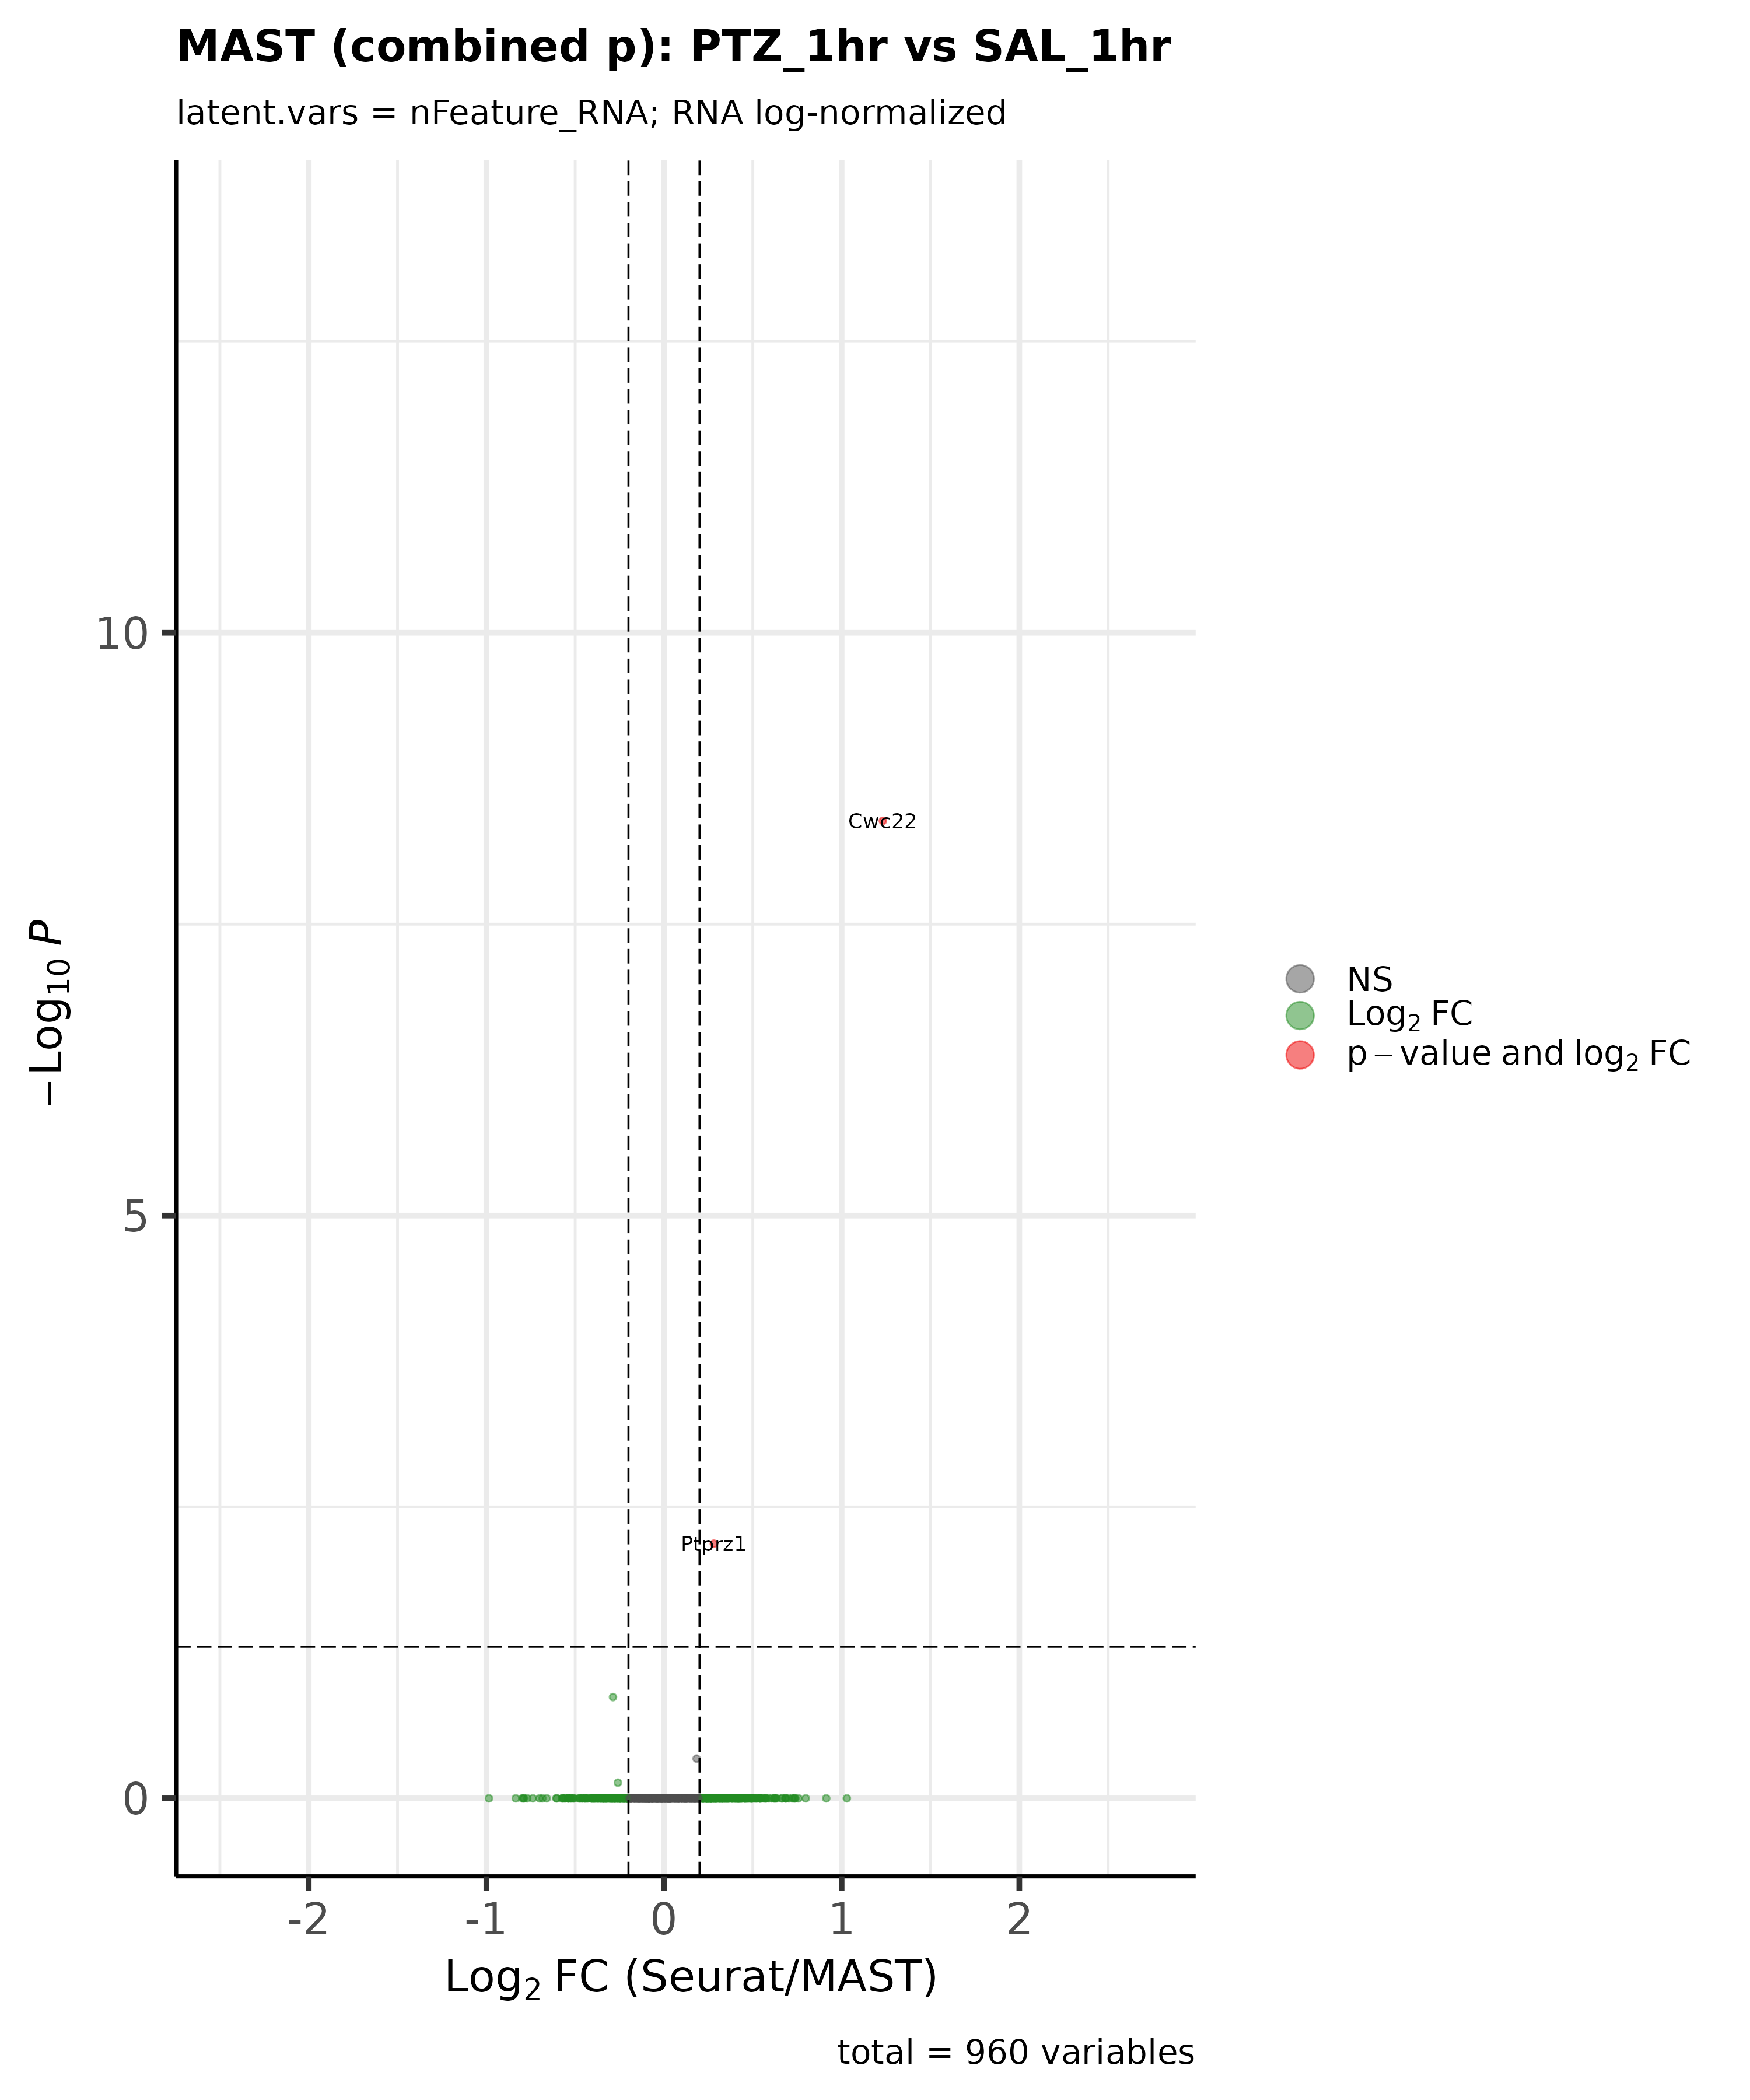 MAST (combined p): PTZ_1hr vs SAL_1hr
latent.vars = nFeature_RNA; RNA log-normalized
10
5
0
−Log₁₀ P
Cwc22
Ptprz1
NS
Log₂ FC
p − value and log₂ FC
-2 -1 0 1 2
Log₂ FC (Seurat/MAST)
total = 960 variables